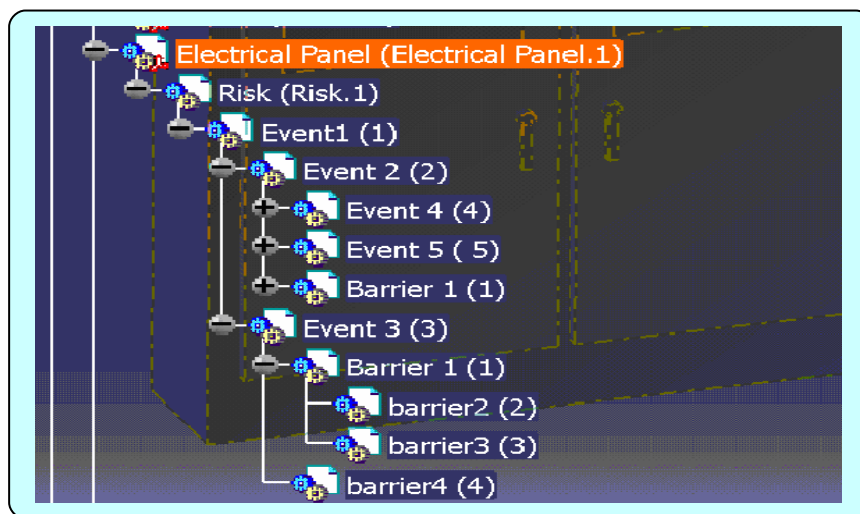 Electrical Panel (Electrical Panel.1)
Risk (Risk.1)
Event1 (1)
Event 2 (2)
Event 4 (4)
Event 5 ( 5)
Barrier 1 (1)
Event 3 (3)
Barrier 1 (1)
barrier2 (2)
barrier3 (3)
barrier4 (4)